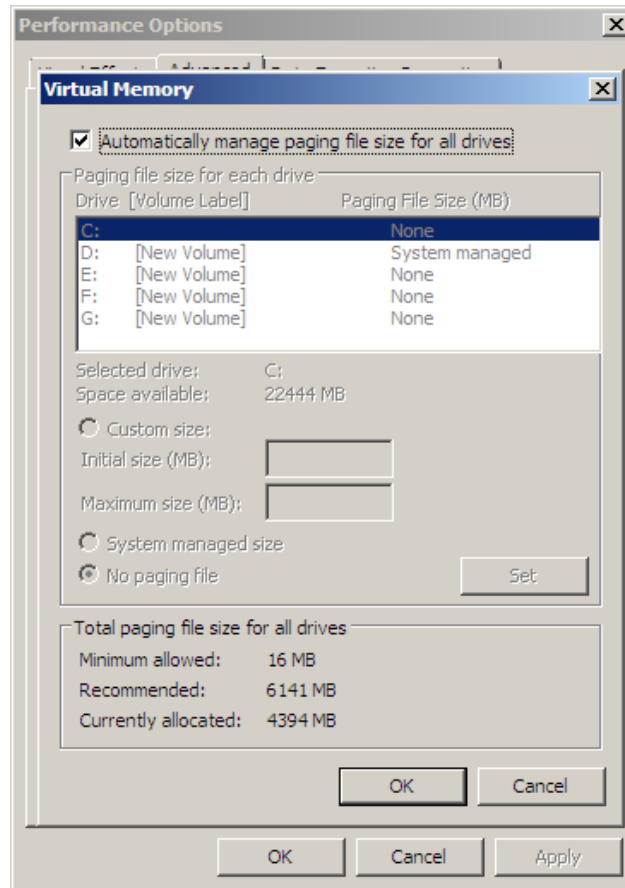 Performance Options
Advanced
Virtual Memory
Automatically manage paging file size for all drives
Paging file size for each drive
Drive [Volume Label] Paging File Size (MB)
C: None
D: [New Volume] System managed
E: [New Volume] None
F: [New Volume] None
G: [New Volume] None
Selected drive: C:
Space available: 22444 MB
Custom size:
Initial size (MB):
Maximum size (MB):
System managed size
No paging file Set
Total paging file size for all drives
Minimum allowed: 16 MB
Recommended: 6141 MB
Currently allocated: 4394 MB
OK Cancel
OK Cancel Apply